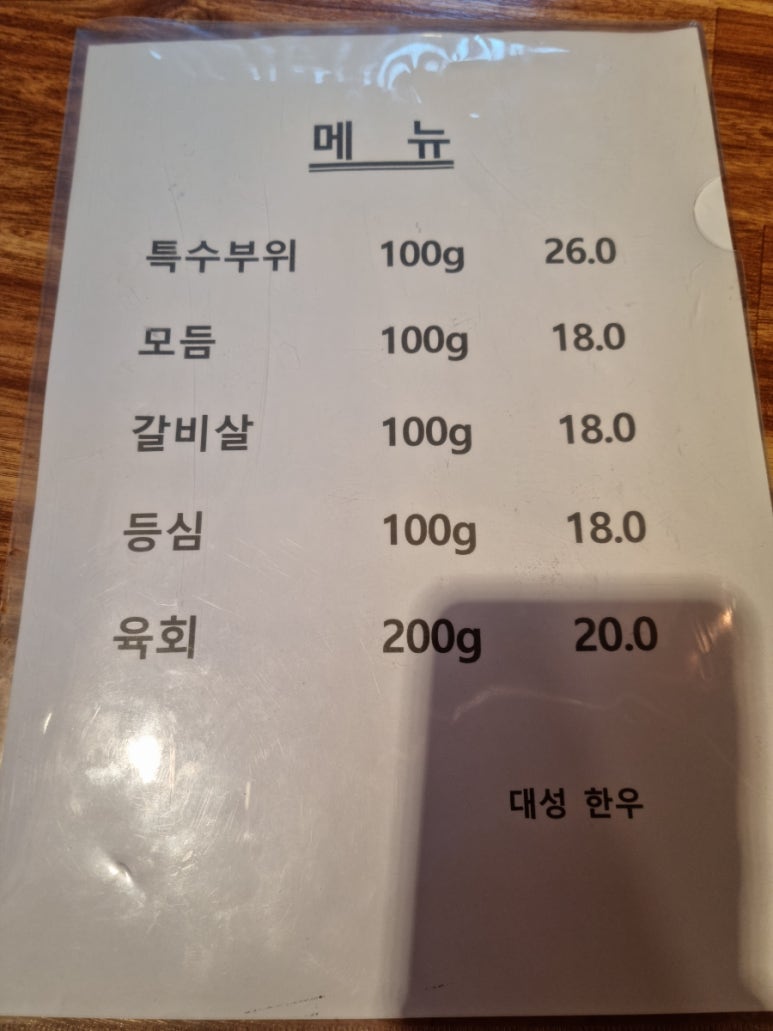 메 뉴
특수부위 100g 26.0
모듬 100g 18.0
갈비살 100g 18.0
등심 100g 18.0
육회 200g 20.0
대성 한우